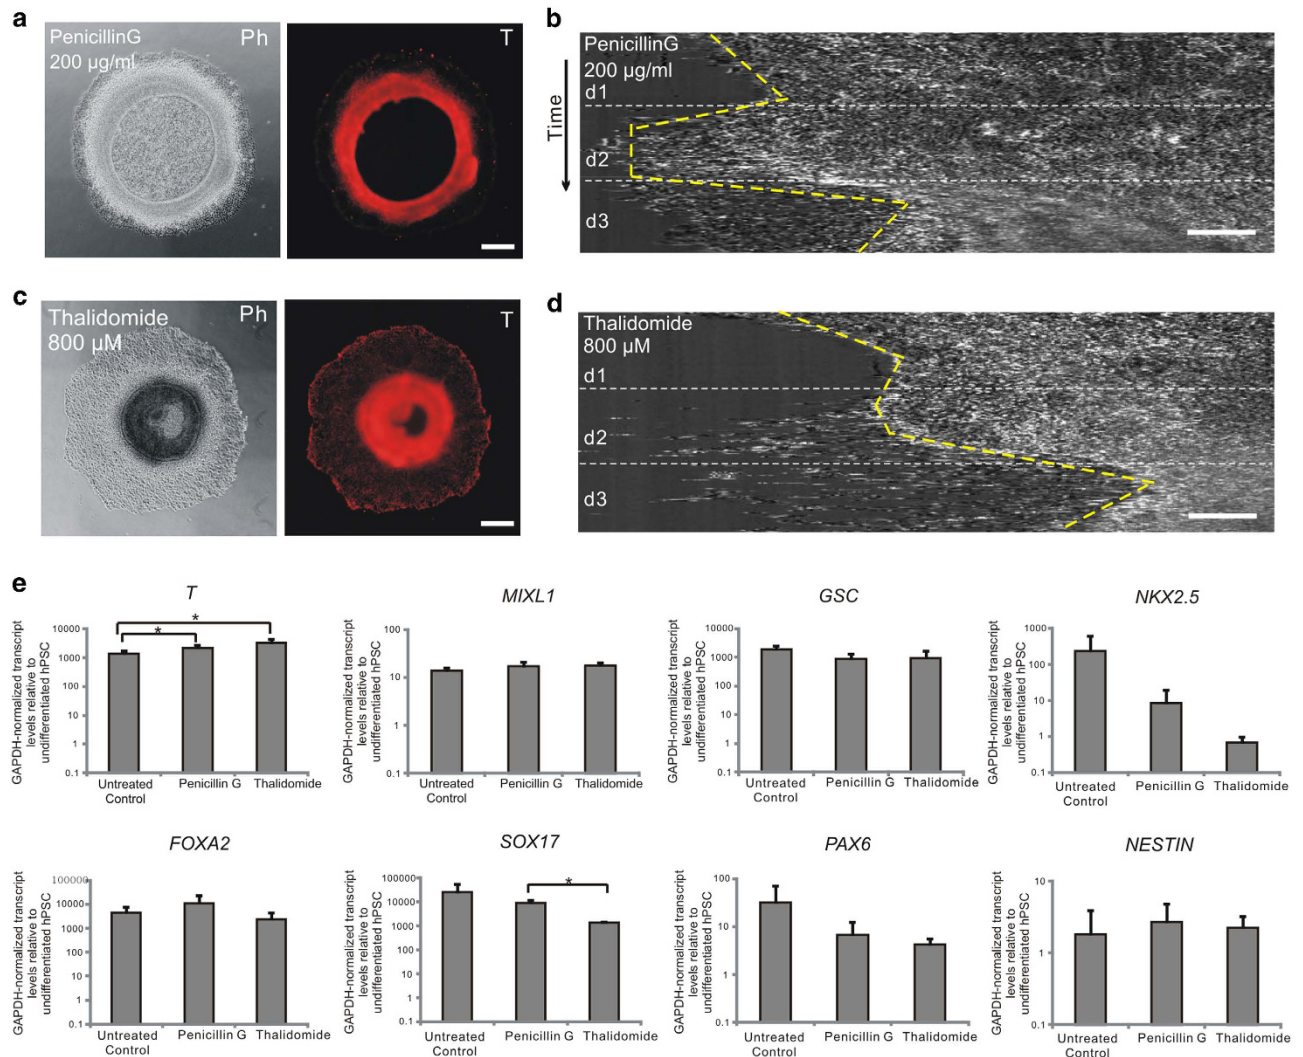 a
PenicillinG
200 µg/ml
Ph
T
b
PenicillinG
200 µg/ml
Time
d1
d2
d3
c
Thalidomide
800 µM
Ph
T
d
Thalidomide
800 µM
d1
d2
d3
e
T
GAPDH-normalized transcript
levels relative to
undifferentiated hPSC
10000
1000
100
10
1
0.1
*
*
Untreated
Control
Penicillin G
Thalidomide
MIXL1
GAPDH-normalized transcript
levels relative to
undifferentiated hPSC
100
10
1
0.1
Untreated
Control
Penicillin G
Thalidomide
GSC
GAPDH-normalized transcript
levels relative to
undifferentiated hPSC
10000
1000
100
10
1
0.1
Untreated
Control
Penicillin G
Thalidomide
NKX2.5
GAPDH-normalized transcript
levels relative to
undifferentiated hPSC
1000
100
10
1
0.1
Untreated
Control
Penicillin G
Thalidomide
FOXA2
GAPDH-normalized transcript
levels relative to
undifferentiated hPSC
100000
10000
1000
100
10
1
0.1
Untreated
Control
Penicillin G
Thalidomide
SOX17
GAPDH-normalized transcript
levels relative to
undifferentiated hPSC
100000
10000
1000
100
10
1
0.1
*
Untreated
Control
Penicillin G
Thalidomide
PAX6
GAPDH-normalized transcript
levels relative to
undifferentiated hPSC
100
10
1
0.1
Untreated
Control
Penicillin G
Thalidomide
NESTIN
GAPDH-normalized transcript
levels relative to
undifferentiated hPSC
10
1
0.1
Untreated
Control
Penicillin G
Thalidomide